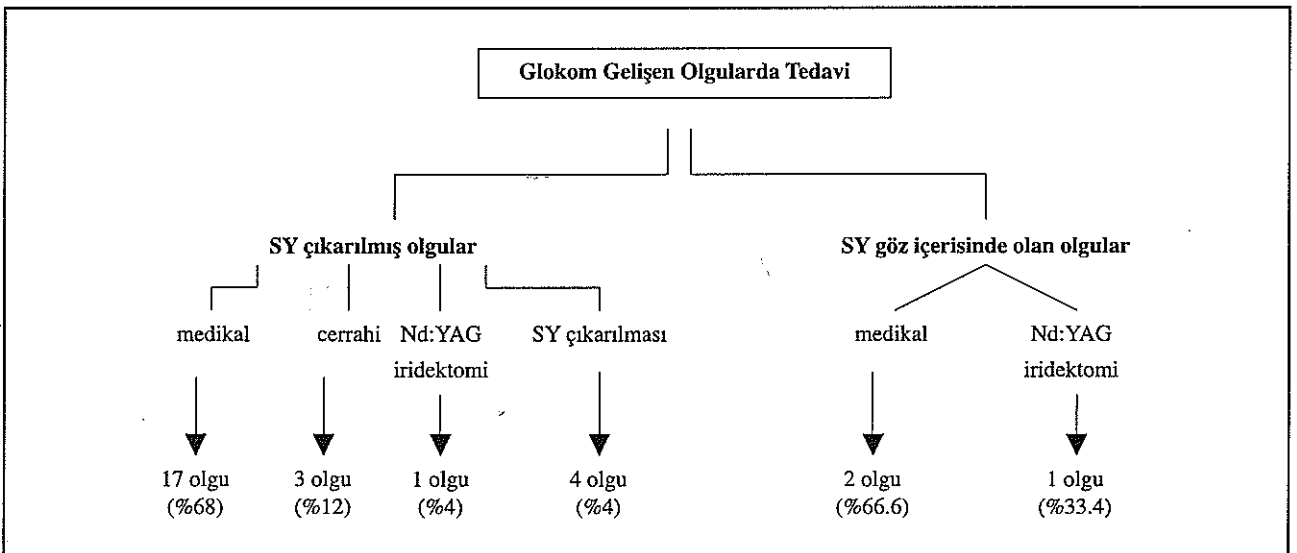 Glokom Gelişen Olgularda Tedavi
SY çıkarılmış olgular
SY göz içerisinde olan olgular
medikal
cerrahi
Nd:YAG
iridektomi
SY çıkarılması
medikal
Nd:YAG
iridektomi
17 olgu
(%68)
3 olgu
(%12)
1 olgu
(%4)
4 olgu
(%4)
2 olgu
(%66.6)
1 olgu
(%33.4)